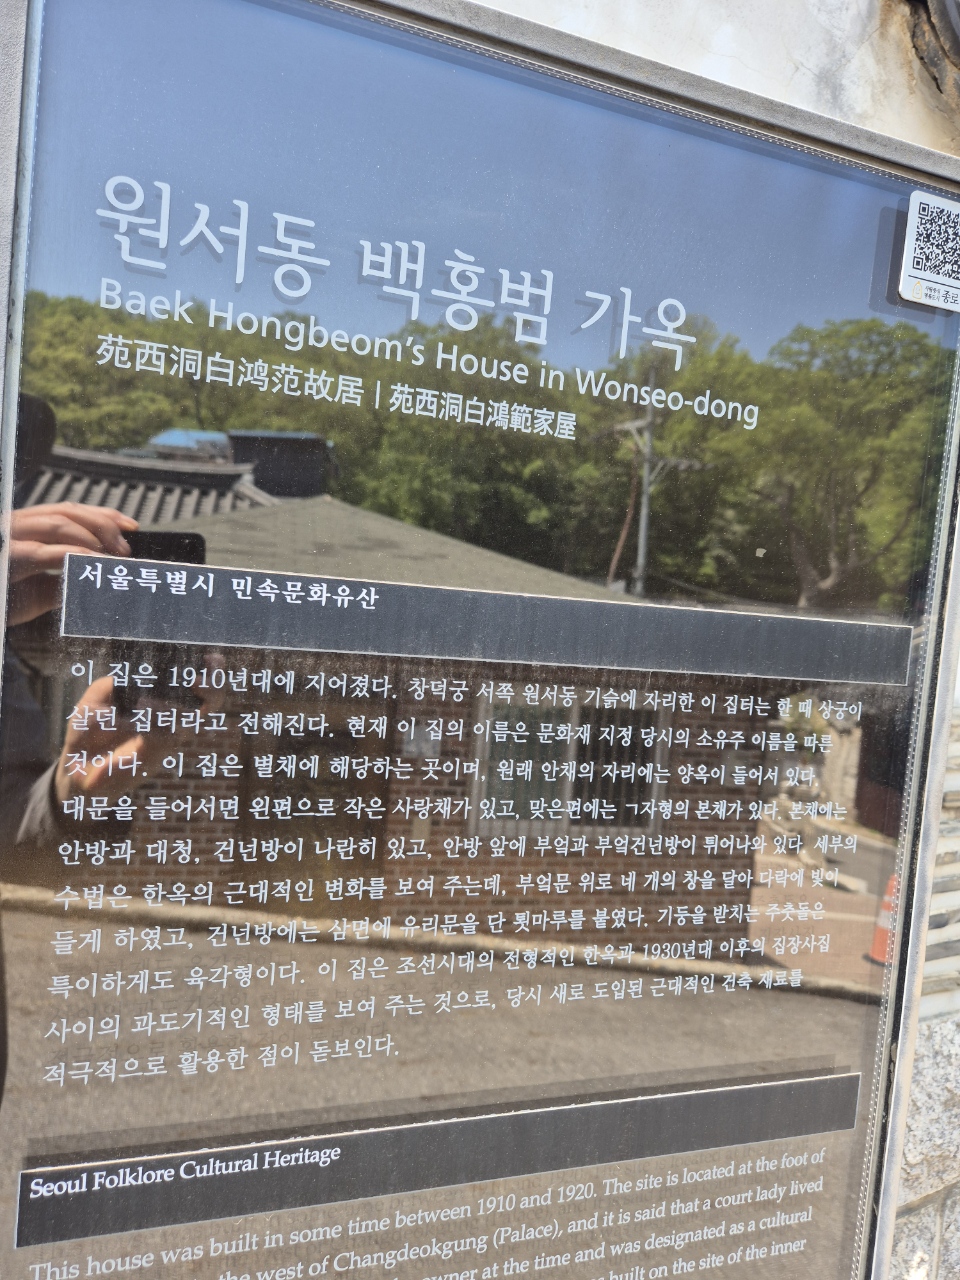 원서동 백홍범 가옥
Baek Hongbeom's House in Wonseo-dong
苑西洞白鸿范故居 | 苑西洞白鴻範家屋
종로
서울특별시 민속문화유산
이 집은 1910년대에 지어졌다. 창덕궁 서쪽 원서동 기슭에 자리한 이 집터는 한 때 상궁이
살던 집터라고 전해진다. 현재 이 집의 이름은 문화재 지정 당시의 소유주 이름을 따른
것이다. 이 집은 별채에 해당하는 곳이며, 원래 안채의 자리에는 양옥이 들어서 있다.
대문을 들어서면 왼편으로 작은 사랑채가 있고, 맞은편에는 ㄱ자형의 본채가 있다. 본채에는
안방과 대청, 건넌방이 나란히 있고, 안방 앞에 부엌과 부엌건넌방이 튀어나와 있다 세부의
수법은 한옥의 근대적인 변화를 보여 주는데, 부엌문 위로 네 개의 창을 달아 다락에 빛이
들게 하였고, 건넌방에는 삼면에 유리문을 단 툇마루를 붙였다. 기둥을 받치는 주춧돌은
특이하게도 육각형이다. 이 집은 조선시대의 전형적인 한옥과 1930년대 이후의 집장사집
사이의 과도기적인 형태를 보여 주는 것으로, 당시 새로 도입된 근대적인 건축 재료를
적극적으로 활용한 점이 돋보인다.
Seoul Folklore Cultural Heritage
This house was built in some time between 1910 and 1920. The site is located at the foot of
the west of Changdeokgung (Palace), and it is said that a court lady lived
owner at the time and was designated as a cultural
built on the site of the inner